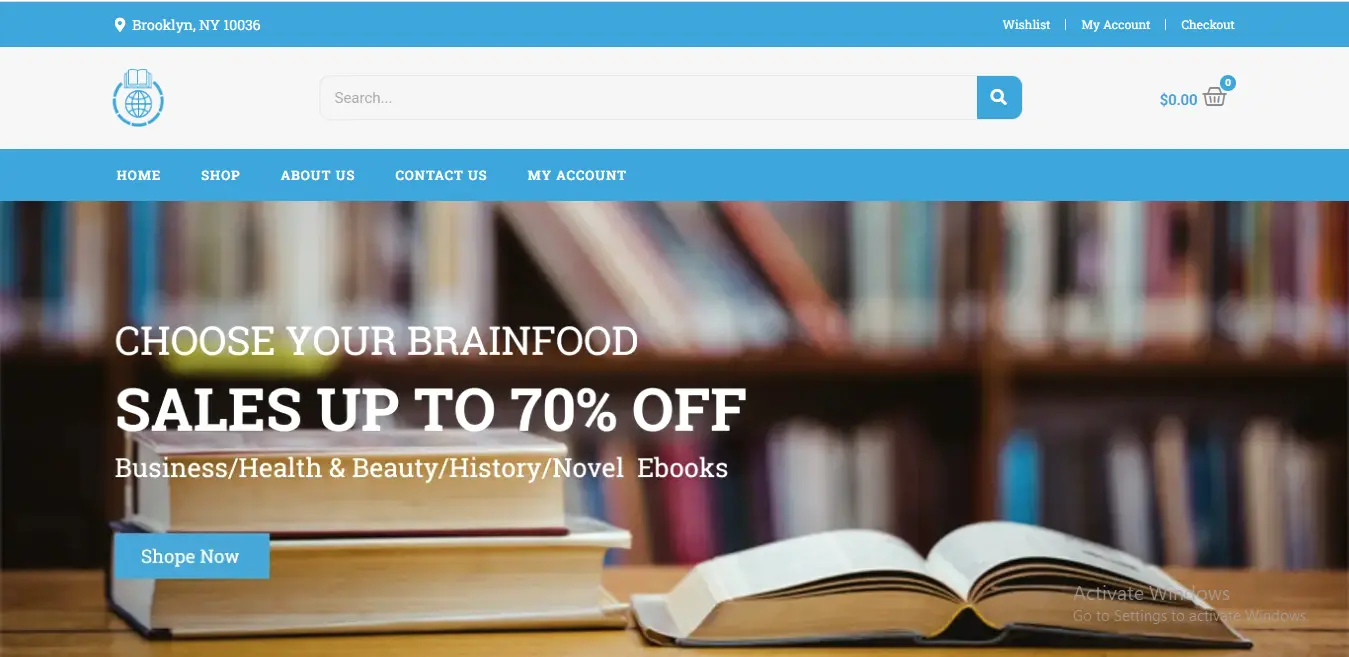 Brooklyn, NY 10036
Wishlist | My Account | Checkout
Search...
0
$0.00
HOME SHOP ABOUT US CONTACT US MY ACCOUNT
CHOOSE YOUR BRAINFOOD
SALES UP TO 70% OFF
Business/Health & Beauty/History/Novel Ebooks
Shope Now
Activate Windows
Go to Settings to activate Windows.